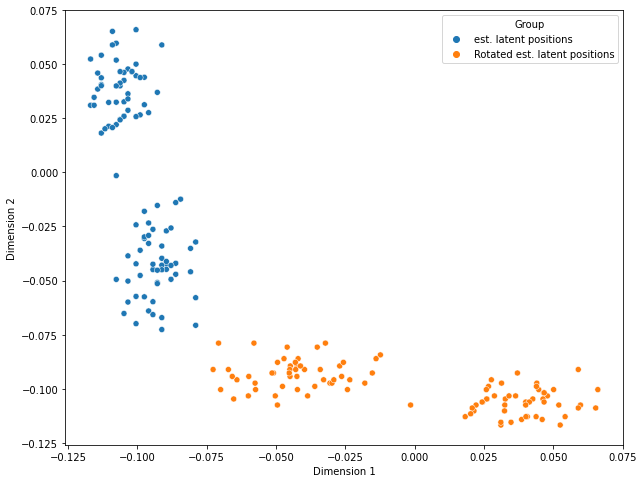 Group
est. latent positions
Rotated est. latent positions
0.075
0.050
0.025
0.000
−0.025
−0.050
−0.075
−0.100
−0.125
Dimension 2
−0.125 −0.100 −0.075 −0.050 −0.025 0.000 0.025 0.050 0.075
Dimension 1